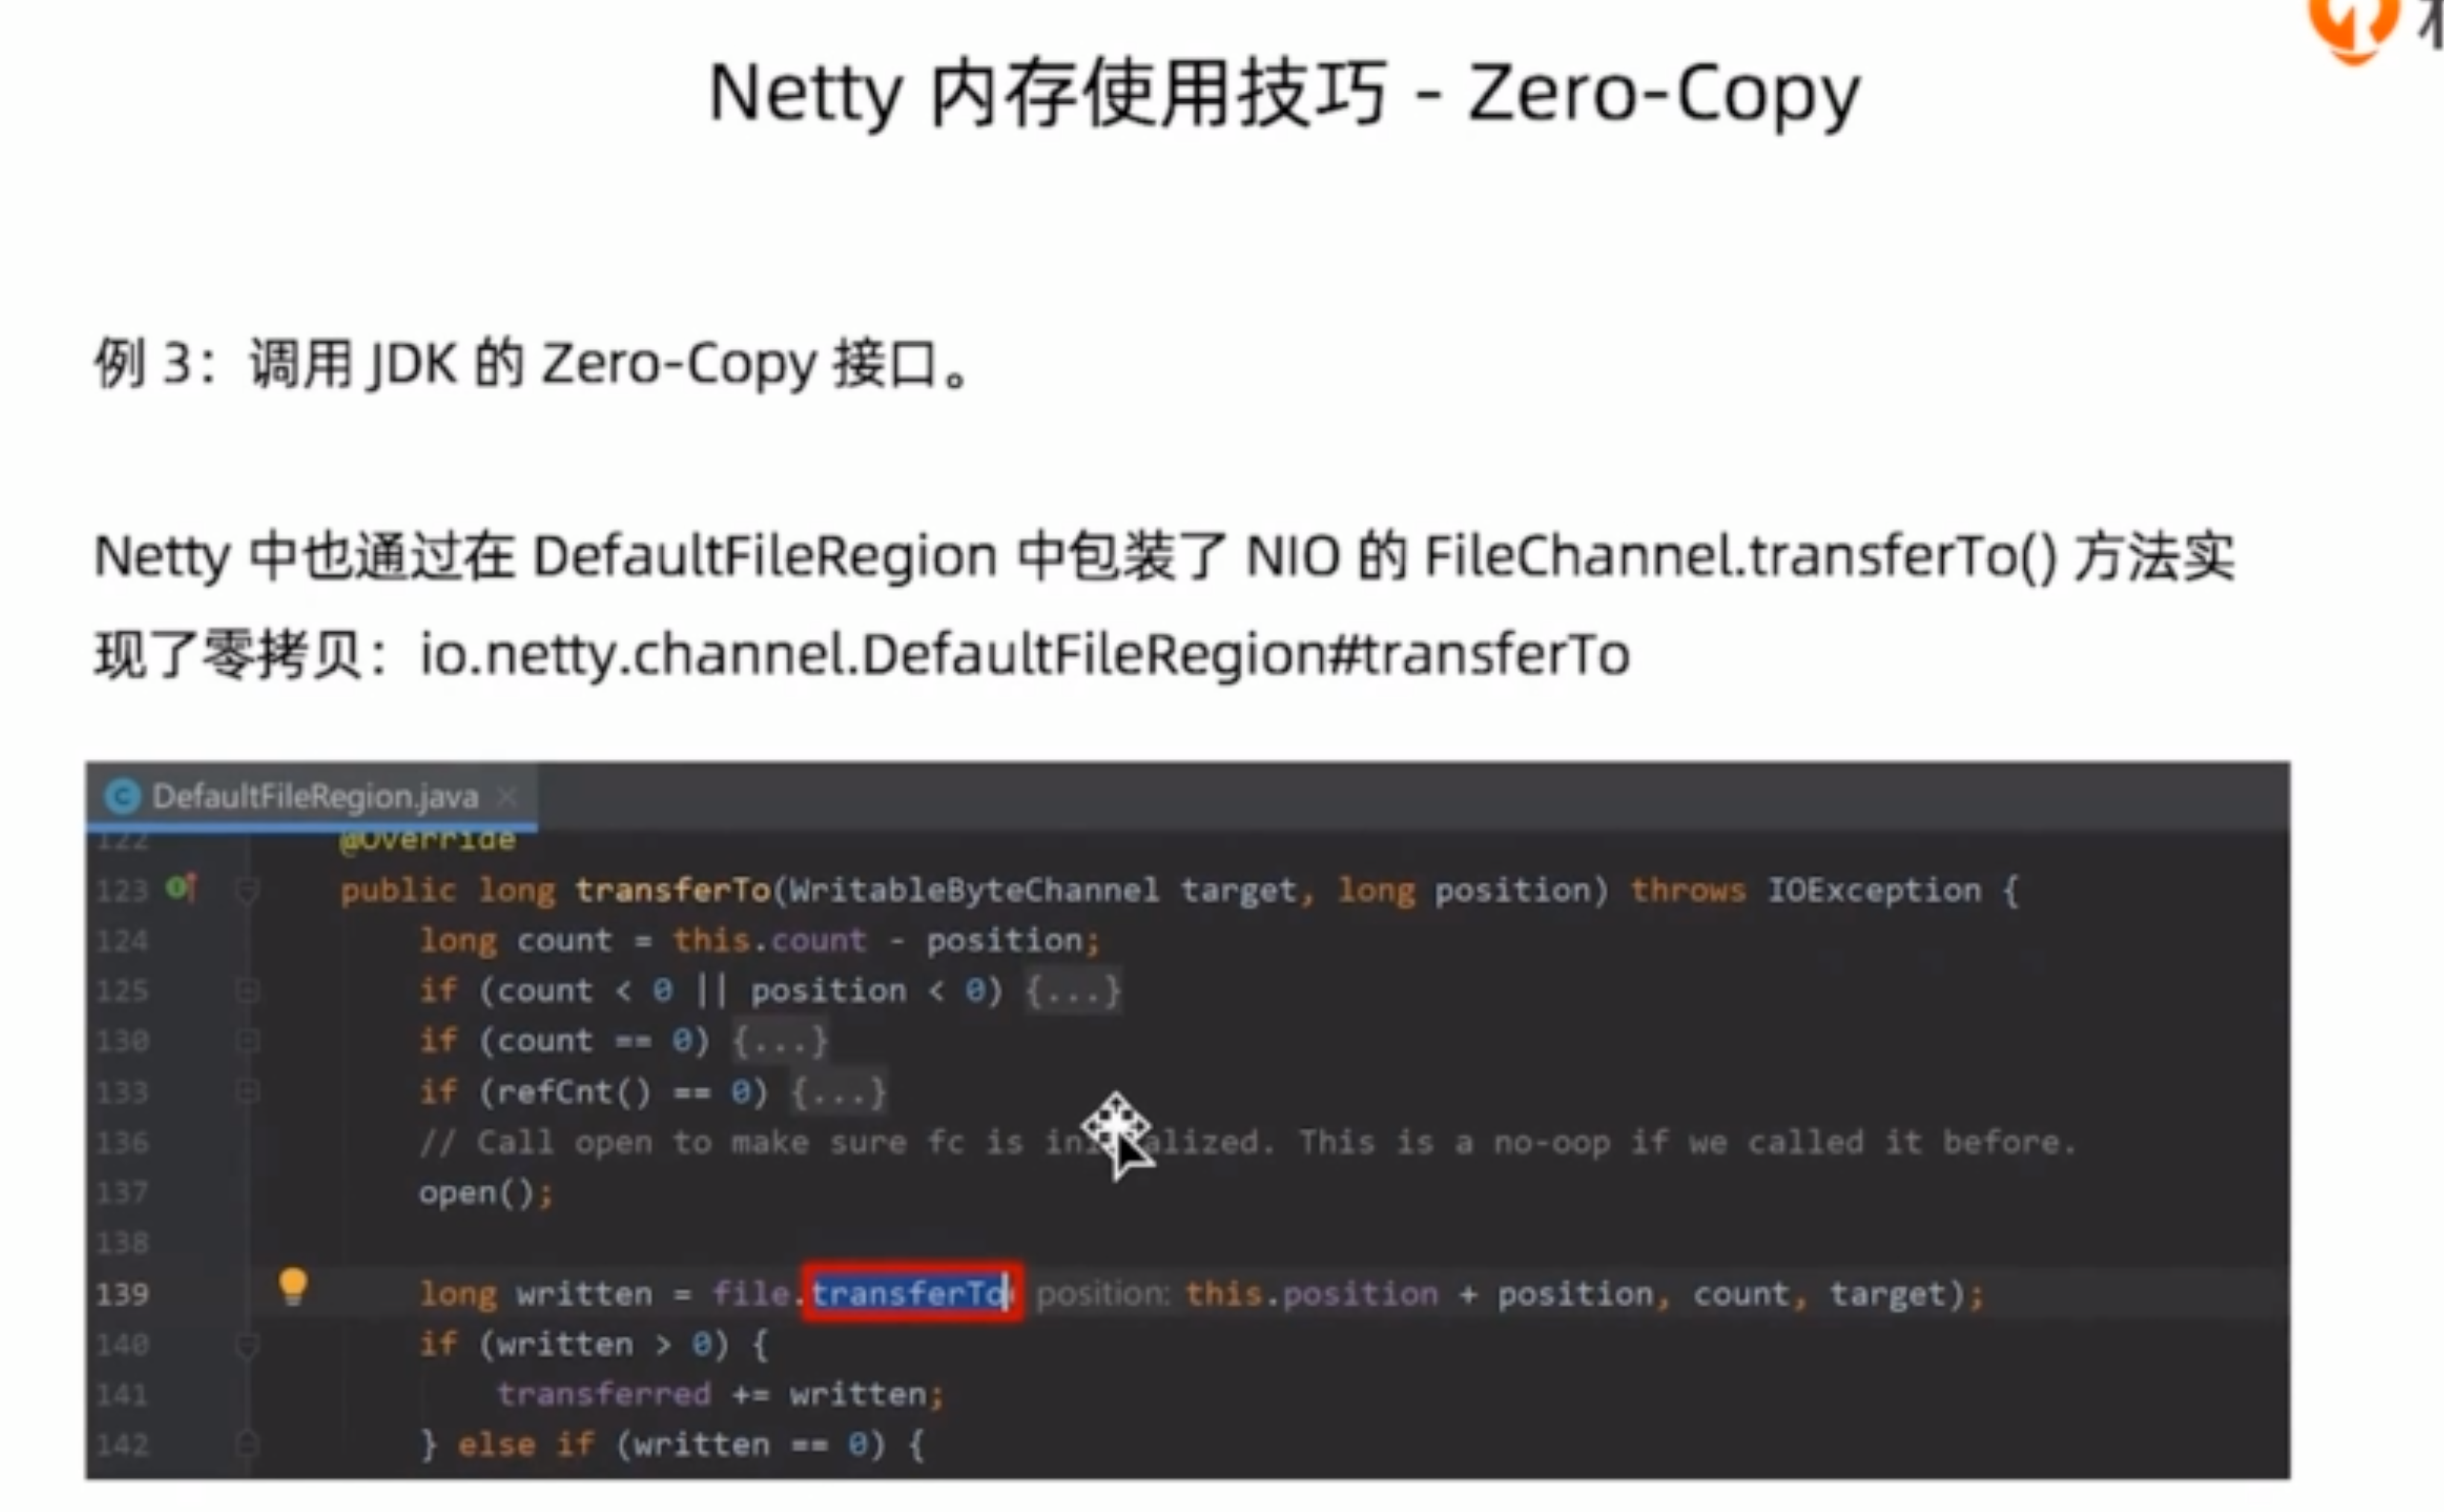 Netty 内存使用技巧 - Zero-Copy
例 3：调用 JDK 的 Zero-Copy 接口。
Netty 中也通过在 DefaultFileRegion 中包装了 NIO 的 FileChannel.transferTo() 方法实
现了零拷贝：io.netty.channel.DefaultFileRegion#transferTo
DefaultFileRegion.java
122 @Override
123 public long transferTo(WritableByteChannel target, long position) throws IOException {
124 long count = this.count - position;
125 if (count < 0 || position < 0) {...}
130 if (count == 0) {...}
133 if (refCnt() == 0) {...}
136 // Call open to make sure fc is in alized. This is a no-oop if we called it before.
137 open();
138
139 long written = file.transferTo( position: this.position + position, count, target);
140 if (written > 0) {
141 transferred += written;
142 } else if (written == 0) {